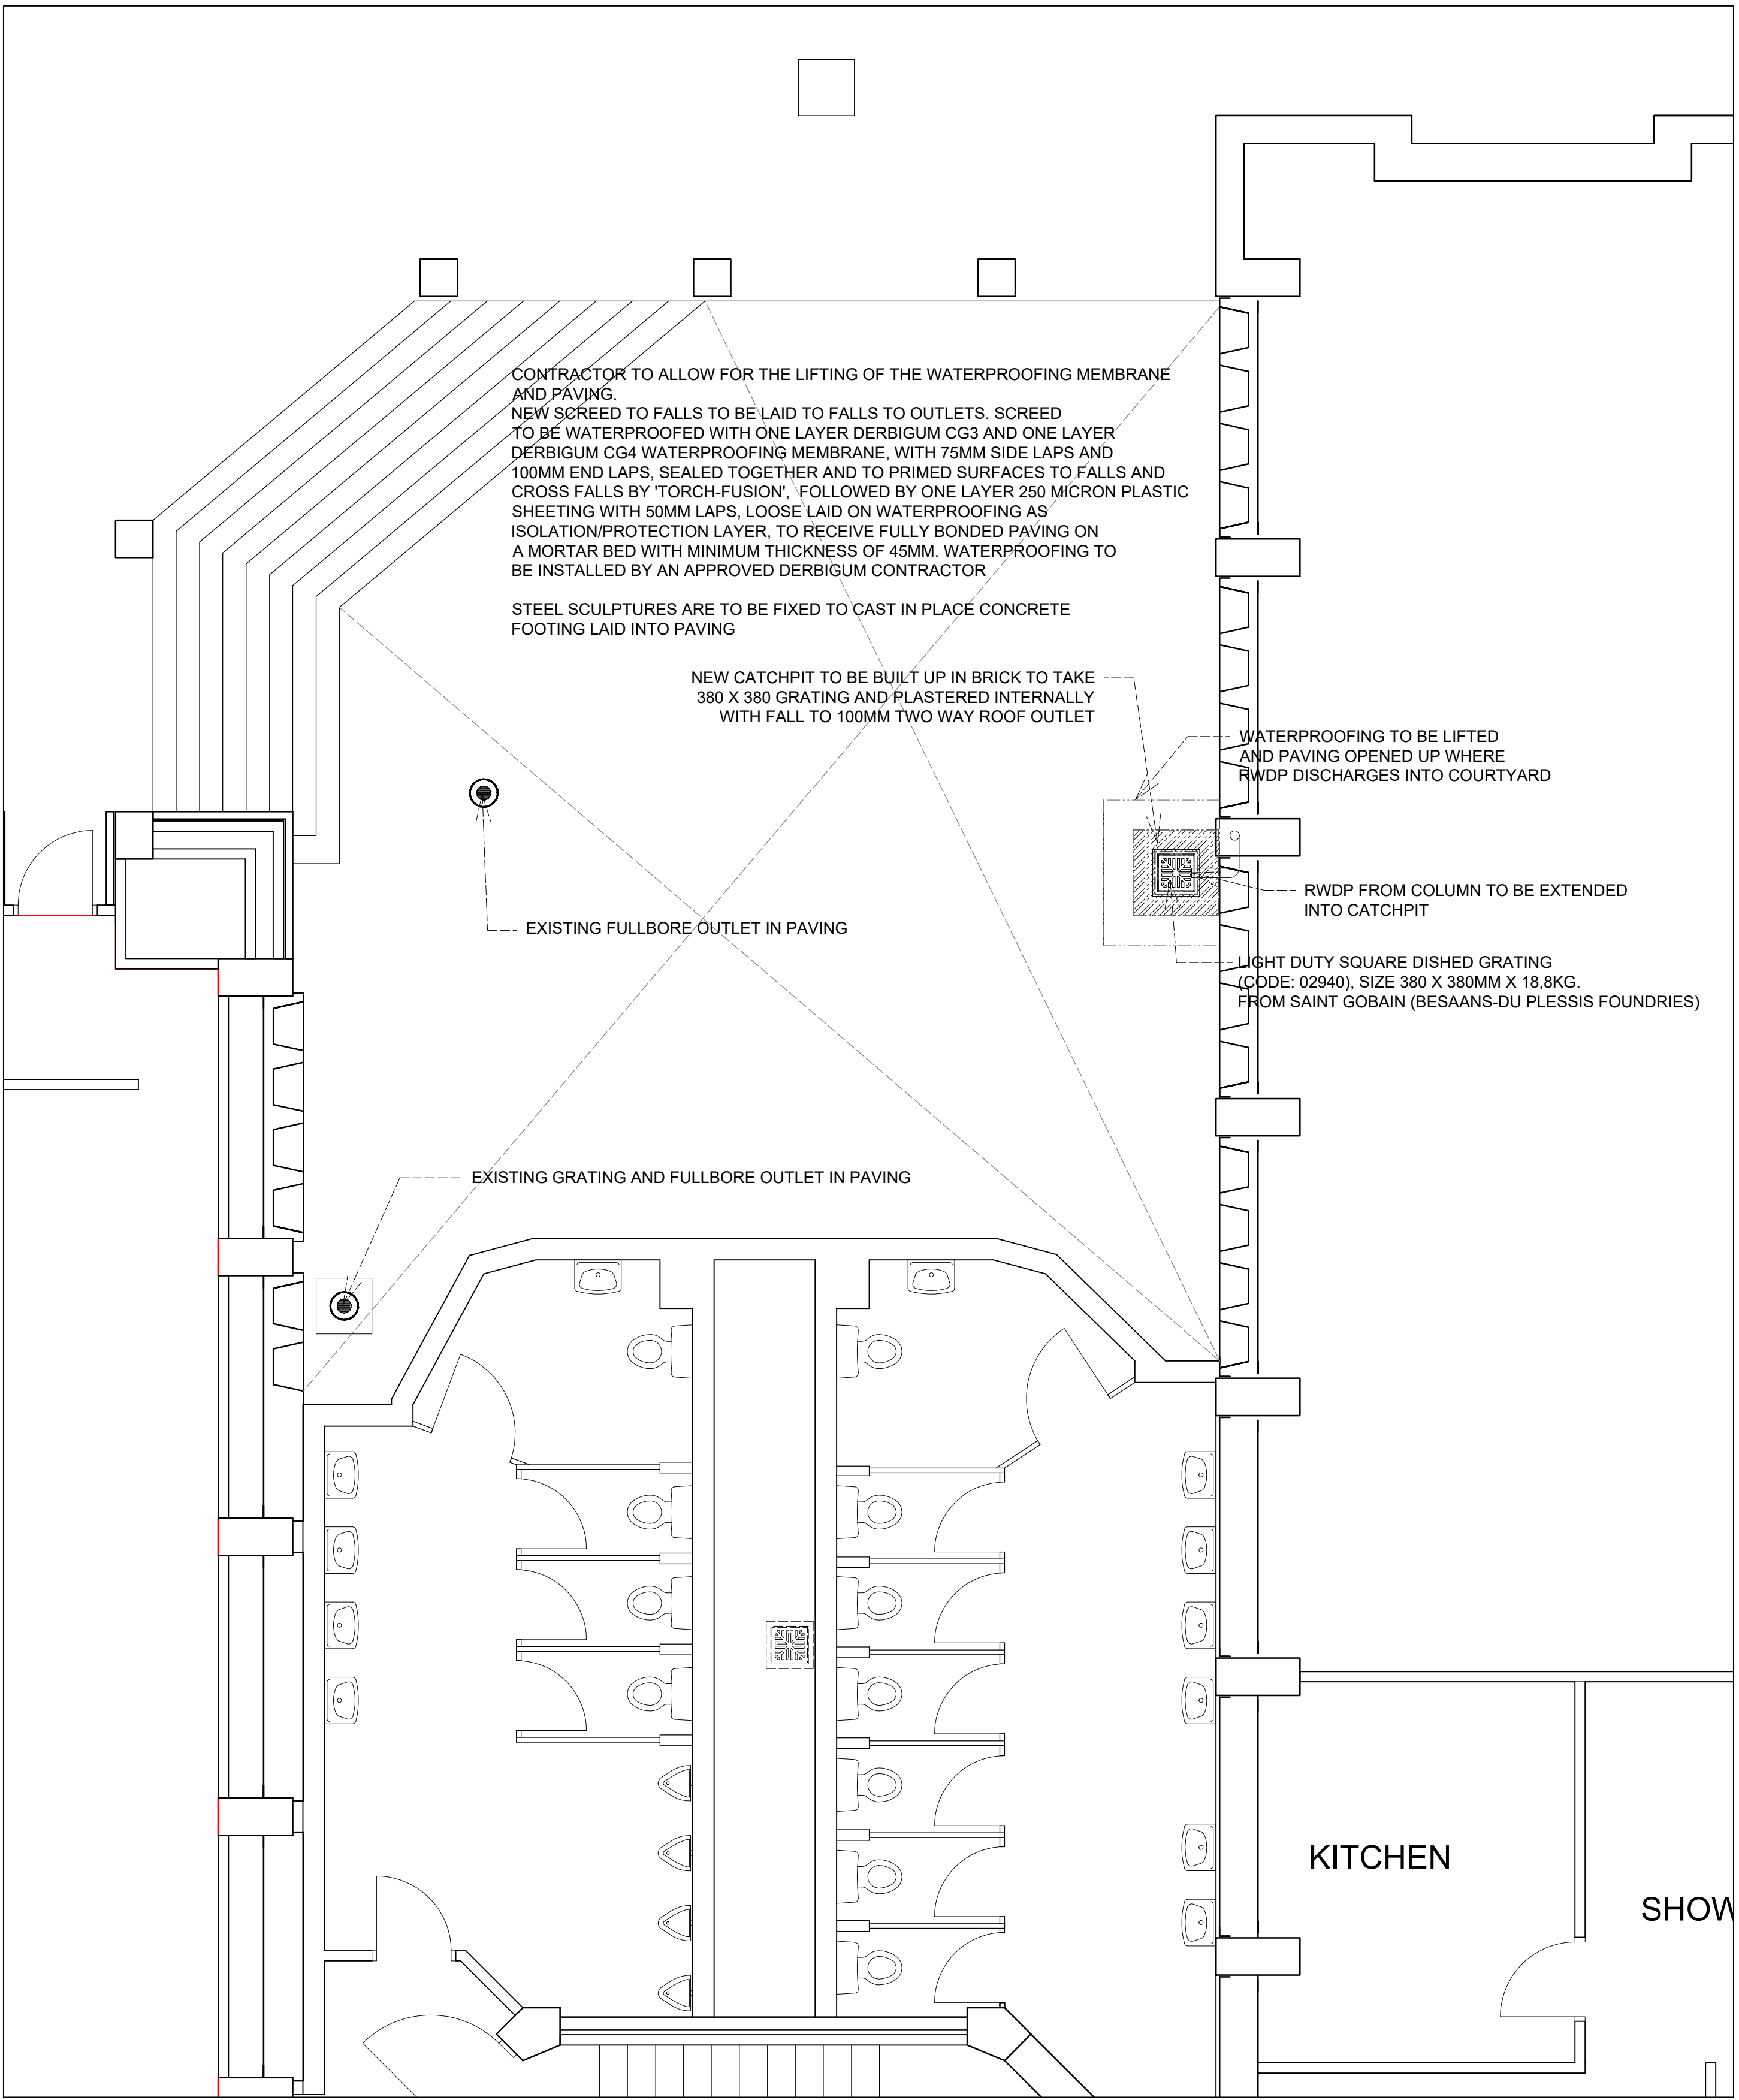 CONTRACTOR TO ALLOW FOR THE LIFTING OF THE WATERPROOFING MEMBRANE
AND PAVING.
NEW SCREED TO FALLS TO BE LAID TO FALLS TO OUTLETS. SCREED
TO BE WATERPROOFED WITH ONE LAYER DERBIGUM CG3 AND ONE LAYER
DERBIGUM CG4 WATERPROOFING MEMBRANE, WITH 75MM SIDE LAPS AND
100MM END LAPS, SEALED TOGETHER AND TO PRIMED SURFACES TO FALLS AND
CROSS FALLS BY 'TORCH-FUSION', FOLLOWED BY ONE LAYER 250 MICRON PLASTIC
SHEETING WITH 50MM LAPS, LOOSE LAID ON WATERPROOFING AS
ISOLATION/PROTECTION LAYER, TO RECEIVE FULLY BONDED PAVING ON
A MORTAR BED WITH MINIMUM THICKNESS OF 45MM. WATERPROOFING TO
BE INSTALLED BY AN APPROVED DERBIGUM CONTRACTOR
STEEL SCULPTURES ARE TO BE FIXED TO CAST IN PLACE CONCRETE
FOOTING LAID INTO PAVING
NEW CATCHPIT TO BE BUILT UP IN BRICK TO TAKE
380 X 380 GRATING AND PLASTERED INTERNALLY
WITH FALL TO 100MM TWO WAY ROOF OUTLET
WATERPROOFING TO BE LIFTED
AND PAVING OPENED UP WHERE
RWDP DISCHARGES INTO COURTYARD
RWDP FROM COLUMN TO BE EXTENDED
INTO CATCHPIT
EXISTING FULLBORE OUTLET IN PAVING
LIGHT DUTY SQUARE DISHED GRATING
(CODE: 02940), SIZE 380 X 380MM X 18,8KG.
FROM SAINT GOBAIN (BESAANS-DU PLESSIS FOUNDRIES)
EXISTING GRATING AND FULLBORE OUTLET IN PAVING
KITCHEN
SHOW